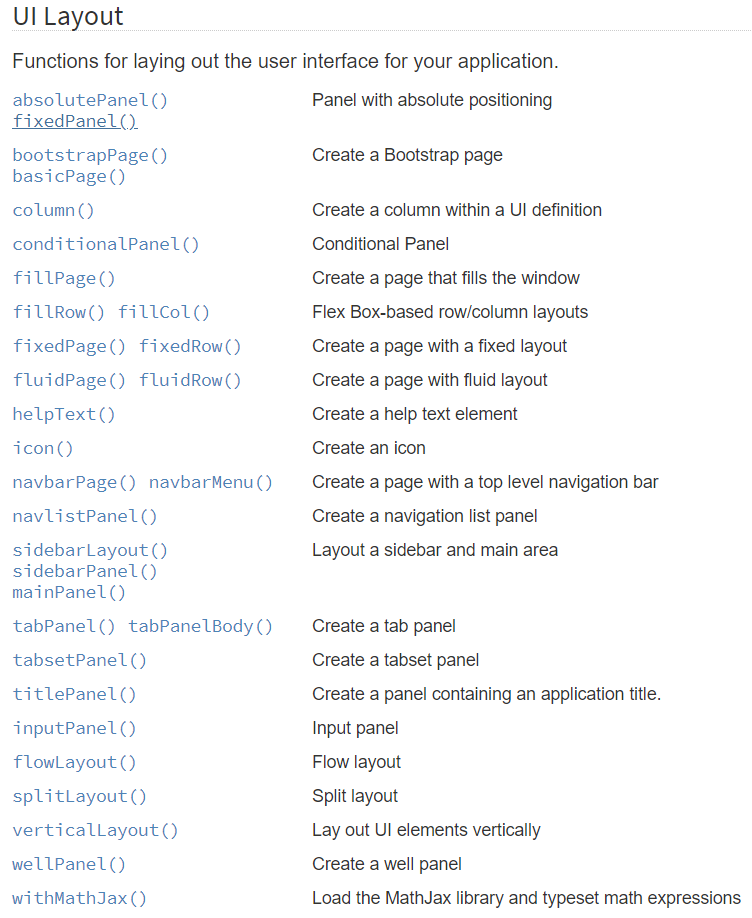 UI Layout
Functions for laying out the user interface for your application.
absolutePanel() Panel with absolute positioning
fixedPanel()
bootstrapPage() Create a Bootstrap page
basicPage()
column() Create a column within a UI definition
conditionalPanel() Conditional Panel
fillPage() Create a page that fills the window
fillRow() fillCol() Flex Box-based row/column layouts
fixedPage() fixedRow() Create a page with a fixed layout
fluidPage() fluidRow() Create a page with fluid layout
helpText() Create a help text element
icon() Create an icon
navbarPage() navbarMenu() Create a page with a top level navigation bar
navlistPanel() Create a navigation list panel
sidebarLayout() Layout a sidebar and main area
sidebarPanel()
mainPanel()
tabPanel() tabPanelBody() Create a tab panel
tabsetPanel() Create a tabset panel
titlePanel() Create a panel containing an application title.
inputPanel() Input panel
flowLayout() Flow layout
splitLayout() Split layout
verticalLayout() Lay out UI elements vertically
wellPanel() Create a well panel
withMathJax() Load the MathJax library and typeset math expressions